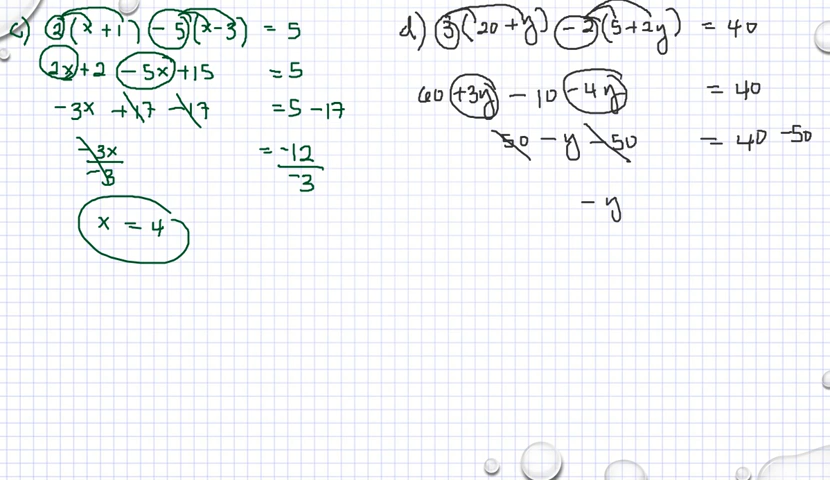 c) 2(x+1) -5(x-3) = 5
2x+2 -5x+15 = 5
-3x +17 -17 = 5-17
-3x/-3 = -12/-3
x = 4
d) 3(20+y) -2(5+2y) = 40
60+3y -10 -4y = 40
50 -y -50 = 40 -50
-y